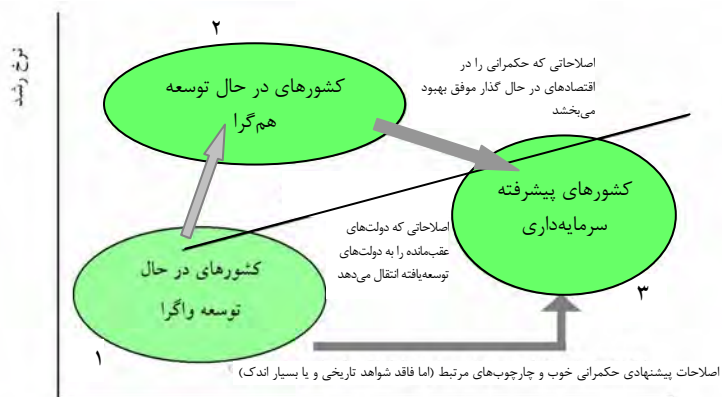 نرخ رشد
۲
کشورهای در حال توسعه
هم‌گرا
اصلاحاتی که حکمرانی را در
اقتصادهای در حال گذار موفق بهبود
می‌بخشد
کشورهای پیشرفته
سرمایه‌داری
۳
اصلاحاتی که دولت‌های
عقب‌مانده را به دولت‌های
توسعه‌یافته انتقال می‌دهد
کشورهای در حال
توسعه واگرا
۱
اصلاحات پیشنهادی حکمرانی خوب و چارچوب‌های مرتبط (اما فاقد شواهد تاریخی و یا بسیار اندک)